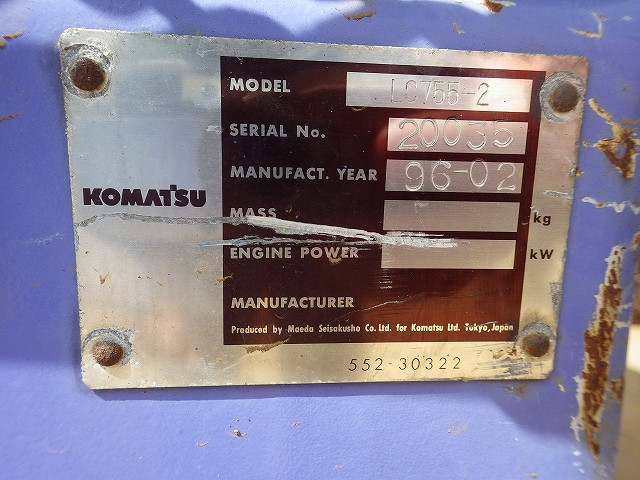 KOMATSU
MODEL LC755-2
SERIAL No. 20035
MANUFACT. YEAR 96-02
MASS kg
ENGINE POWER kW
MANUFACTURER
Produced by Maeda Seisakusho Co. Ltd. for Komatsu Ltd. Tokyo, Japan
552-30322